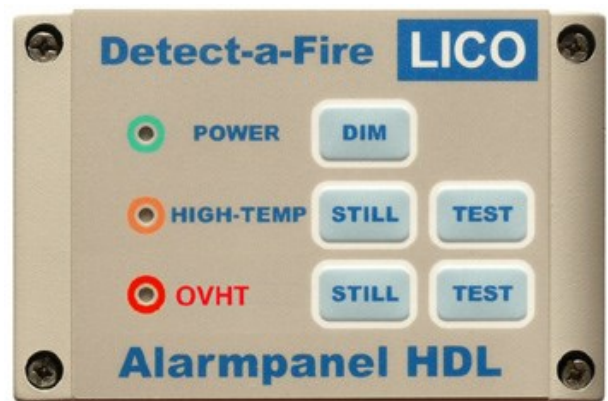 Detect-a-Fire LICO
POWER DIM
HIGH-TEMP STILL TEST
OVHT STILL TEST
Alarmpanel HDL